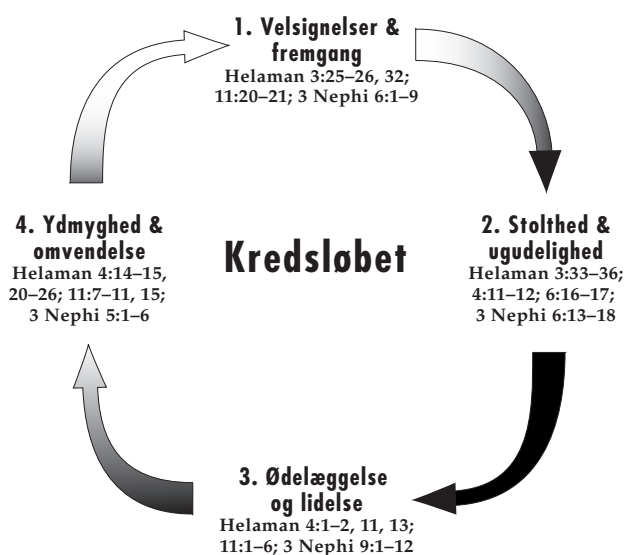 1. Velsignelser &
fremgang
Helaman 3:25–26, 32;
11:20–21; 3 Nephi 6:1–9
2. Stolthed &
ugudelighed
Helaman 3:33–36;
4:11–12; 6:16–17;
3 Nephi 6:13–18
Kredsløbet
3. Ødelæggelse
og lidelse
Helaman 4:1–2, 11, 13;
11:1–6; 3 Nephi 9:1–12
4. Ydmyghed &
omvendelse
Helaman 4:14–15,
20–26; 11:7–11, 15;
3 Nephi 5:1–6